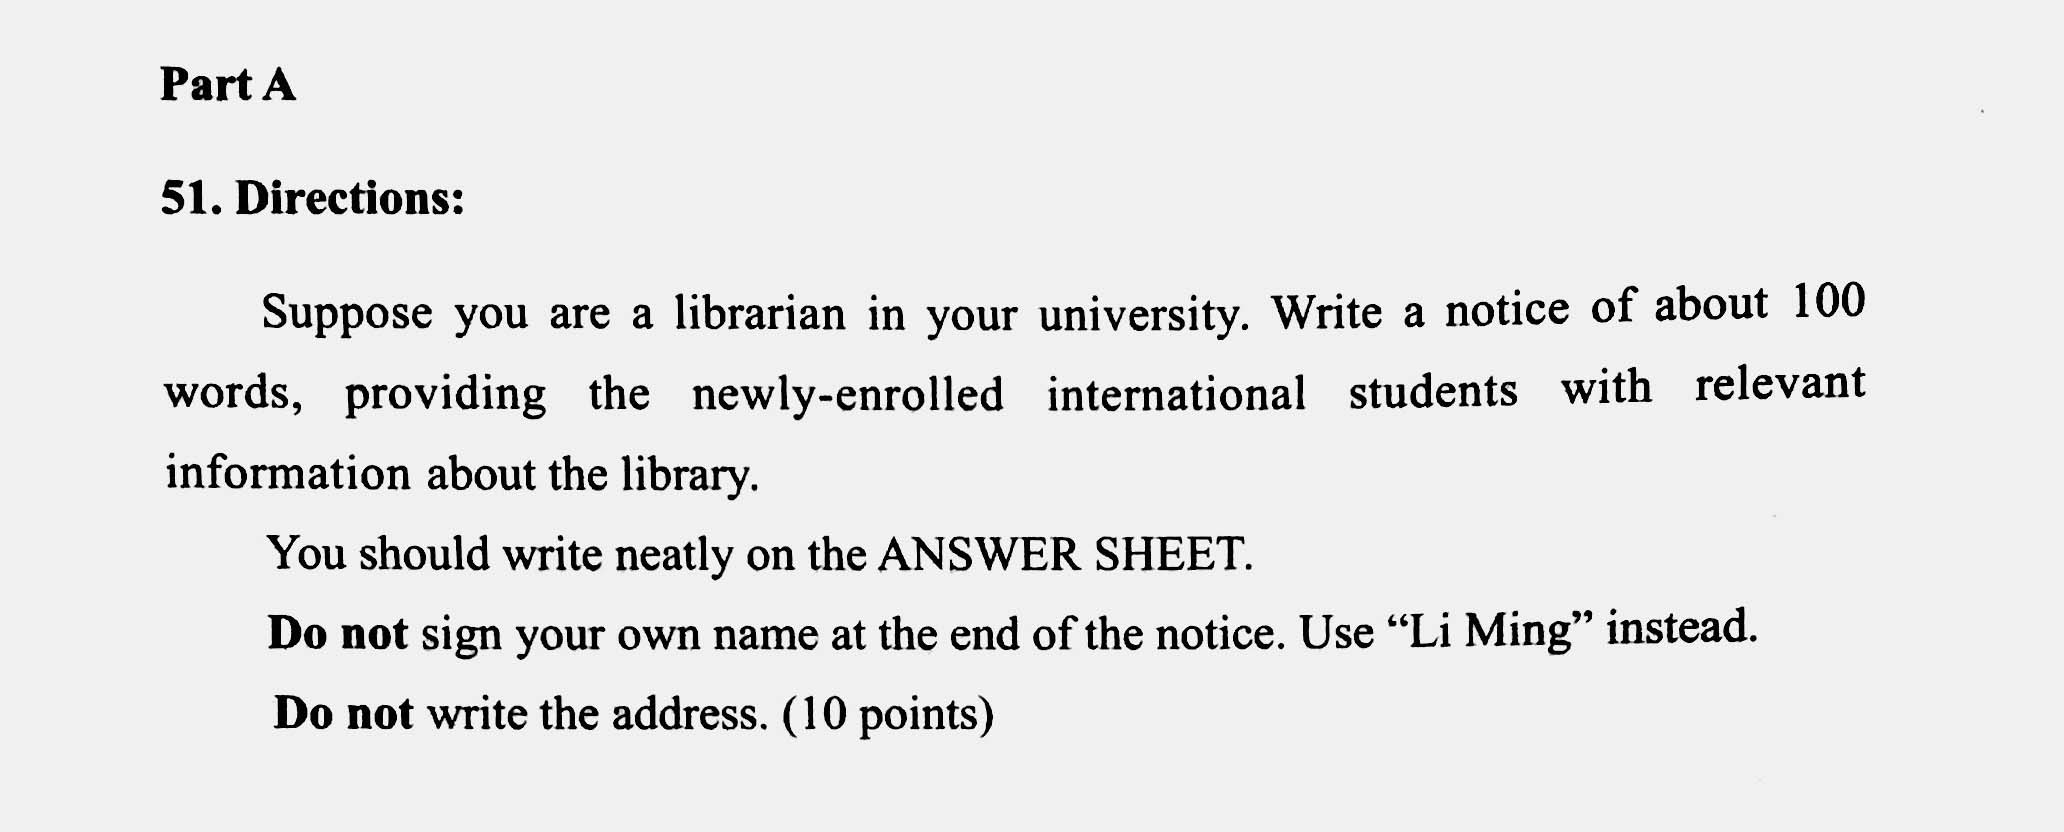 Part A
51. Directions:
Suppose you are a librarian in your university. Write a notice of about 100
words, providing the newly-enrolled international students with relevant
information about the library.
You should write neatly on the ANSWER SHEET.
Do not sign your own name at the end of the notice. Use “Li Ming” instead.
Do not write the address. (10 points)